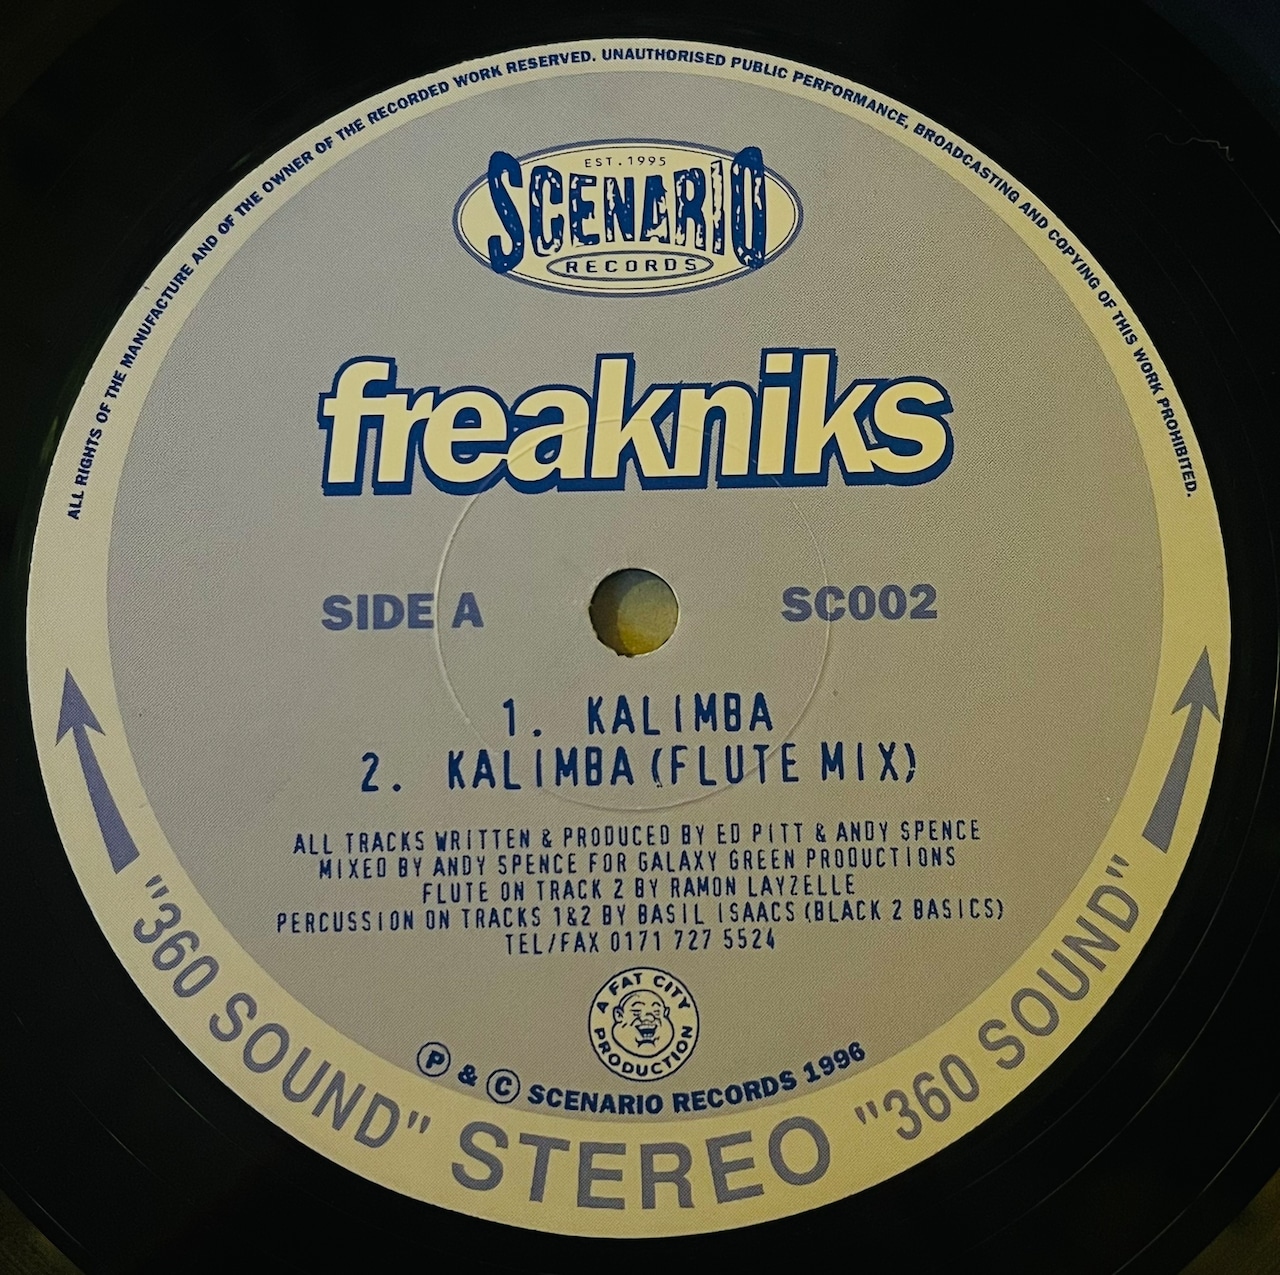 ALL RIGHTS OF THE MANUFACTURE AND OF THE OWNER OF THE RECORDED WORK RESERVED. UNAUTHORISED PUBLIC PERFORMANCE, BROADCASTING AND COPYING OF THIS WORK PROHIBITED.
EST.1995
SCENARIO
RECORDS
freakniks
SIDE A
SC002
1. KALIMBA
2. KALIMBA (FLUTE MIX)
ALL TRACKS WRITTEN & PRODUCED BY ED PITT & ANDY SPENCE
MIXED BY ANDY SPENCE FOR GALAXY GREEN PRODUCTIONS
FLUTE ON TRACK 2 BY RAMON LAYZELLE
PERCUSSION ON TRACKS 1&2 BY BASIL ISAACS (BLACK 2 BASICS)
TEL/FAX 0171 727 5524
A FAT CITY PRODUCTION
Ⓟ & © SCENARIO RECORDS 1996
"360 SOUND" STEREO "360 SOUND"